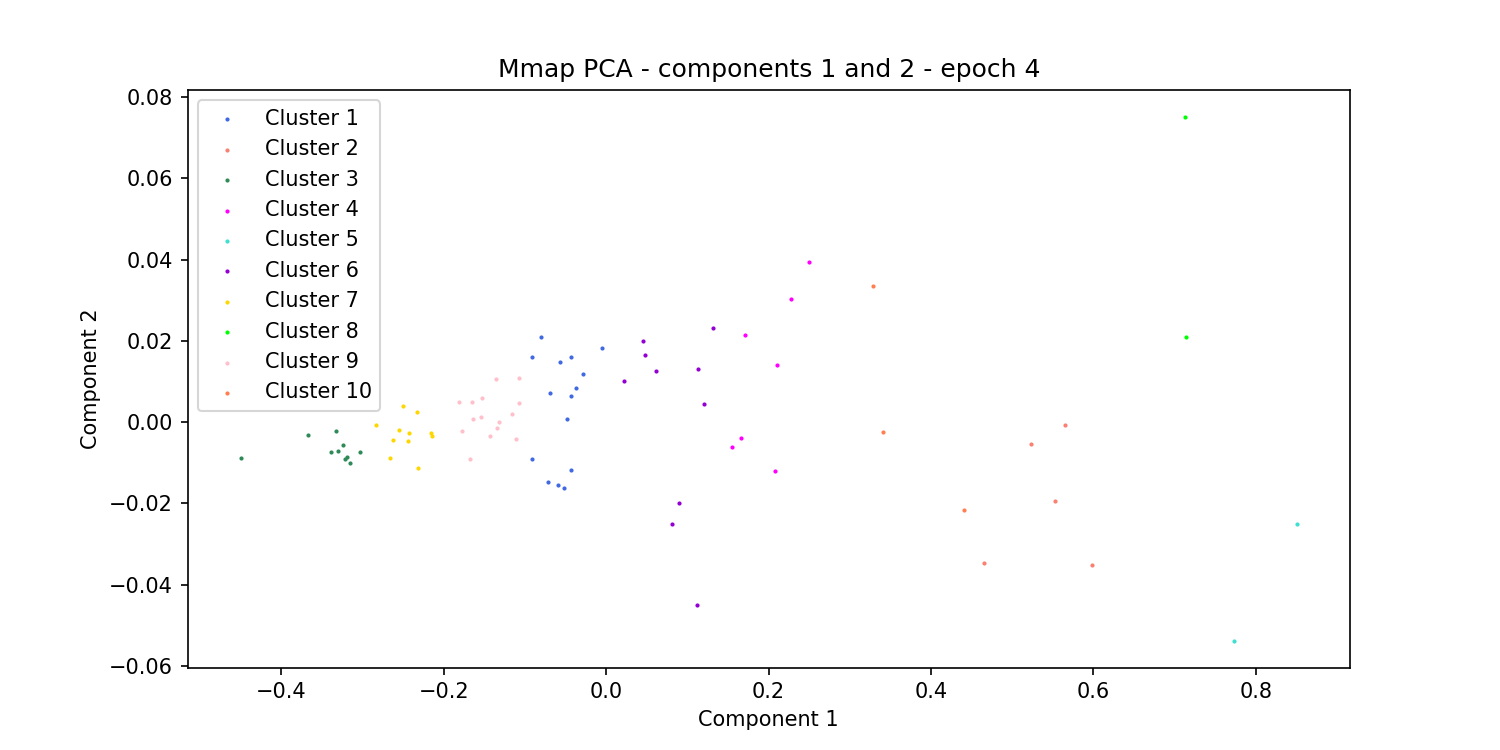 Mmap PCA - components 1 and 2 - epoch 4
0.08
0.06
0.04
0.02
0.00
−0.02
−0.04
−0.06
Component 2
Cluster 1
Cluster 2
Cluster 3
Cluster 4
Cluster 5
Cluster 6
Cluster 7
Cluster 8
Cluster 9
Cluster 10
−0.4
−0.2
0.0
0.2
0.4
0.6
0.8
Component 1